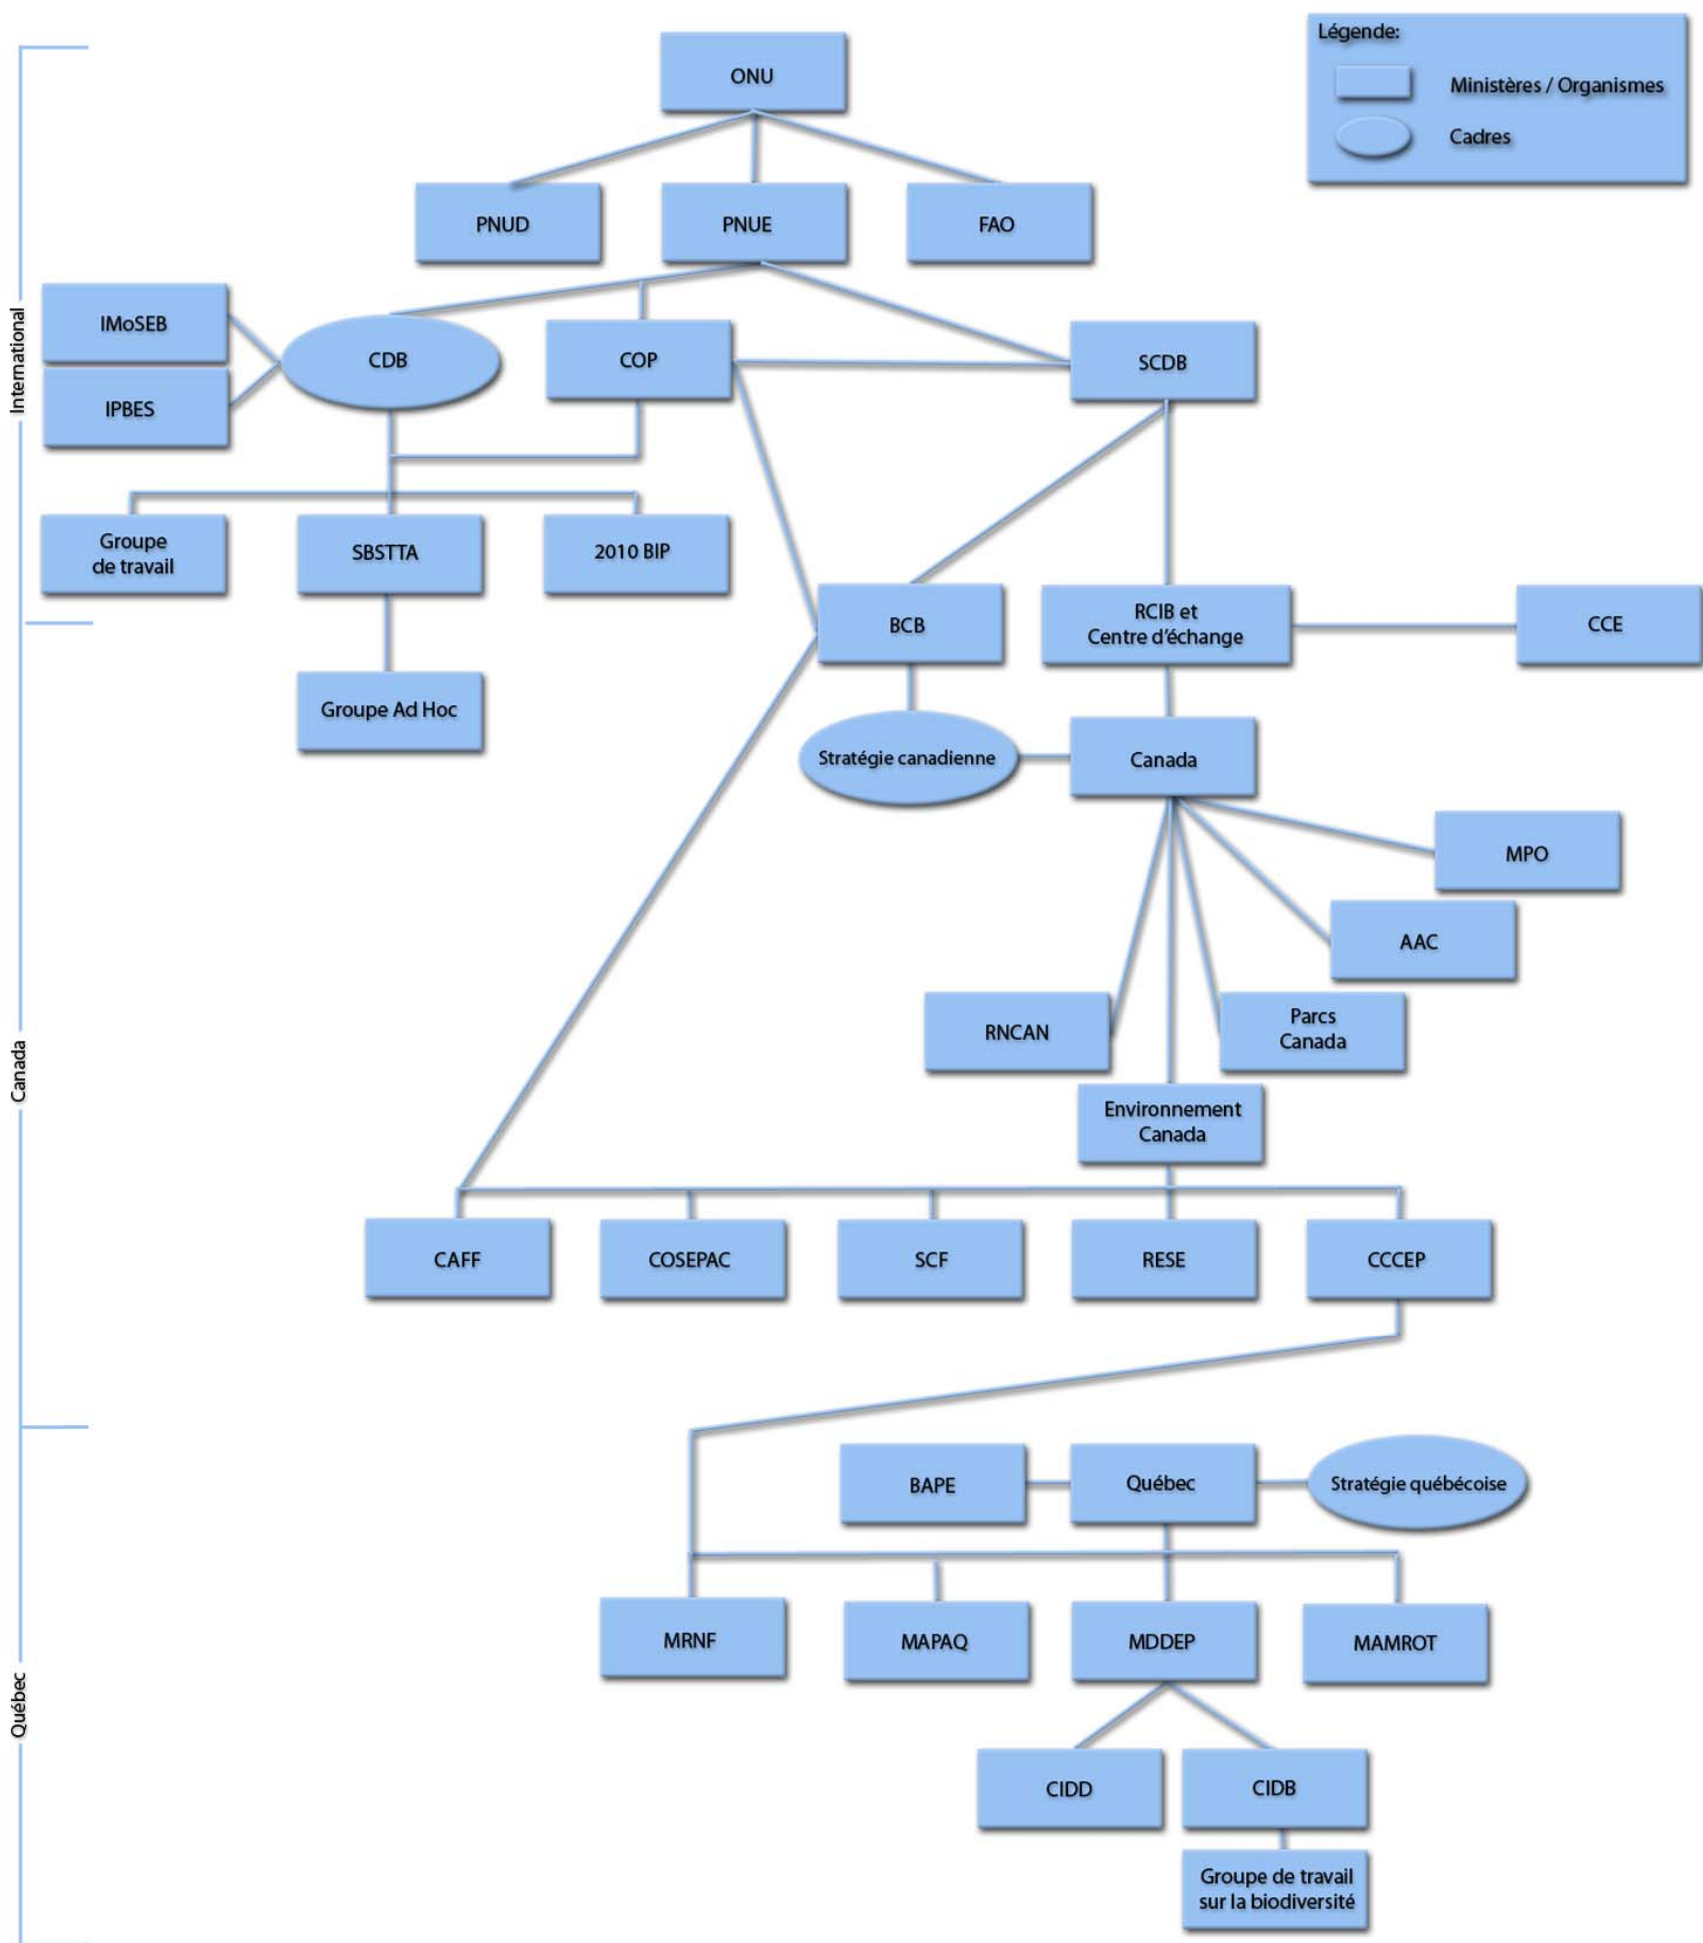 Légende:
Ministères / Organismes
Cadres
ONU
PNUD
PNUE
FAO
International
IMoSEB
IPBES
CDB
COP
SCDB
Groupe
de travail
SBSTTA
2010 BIP
BCB
RCIB et
Centre d'échange
CCE
Groupe Ad Hoc
Stratégie canadienne
Canada
MPO
AAC
RNCAN
Parcs
Canada
Canada
Environnement
Canada
CAFF
COSEPAC
SCF
RESE
CCCEP
BAPE
Québec
Stratégie québécoise
MRNF
MAPAQ
MDDEP
MAMROT
Québec
CIDD
CIDB
Groupe de travail
sur la biodiversité